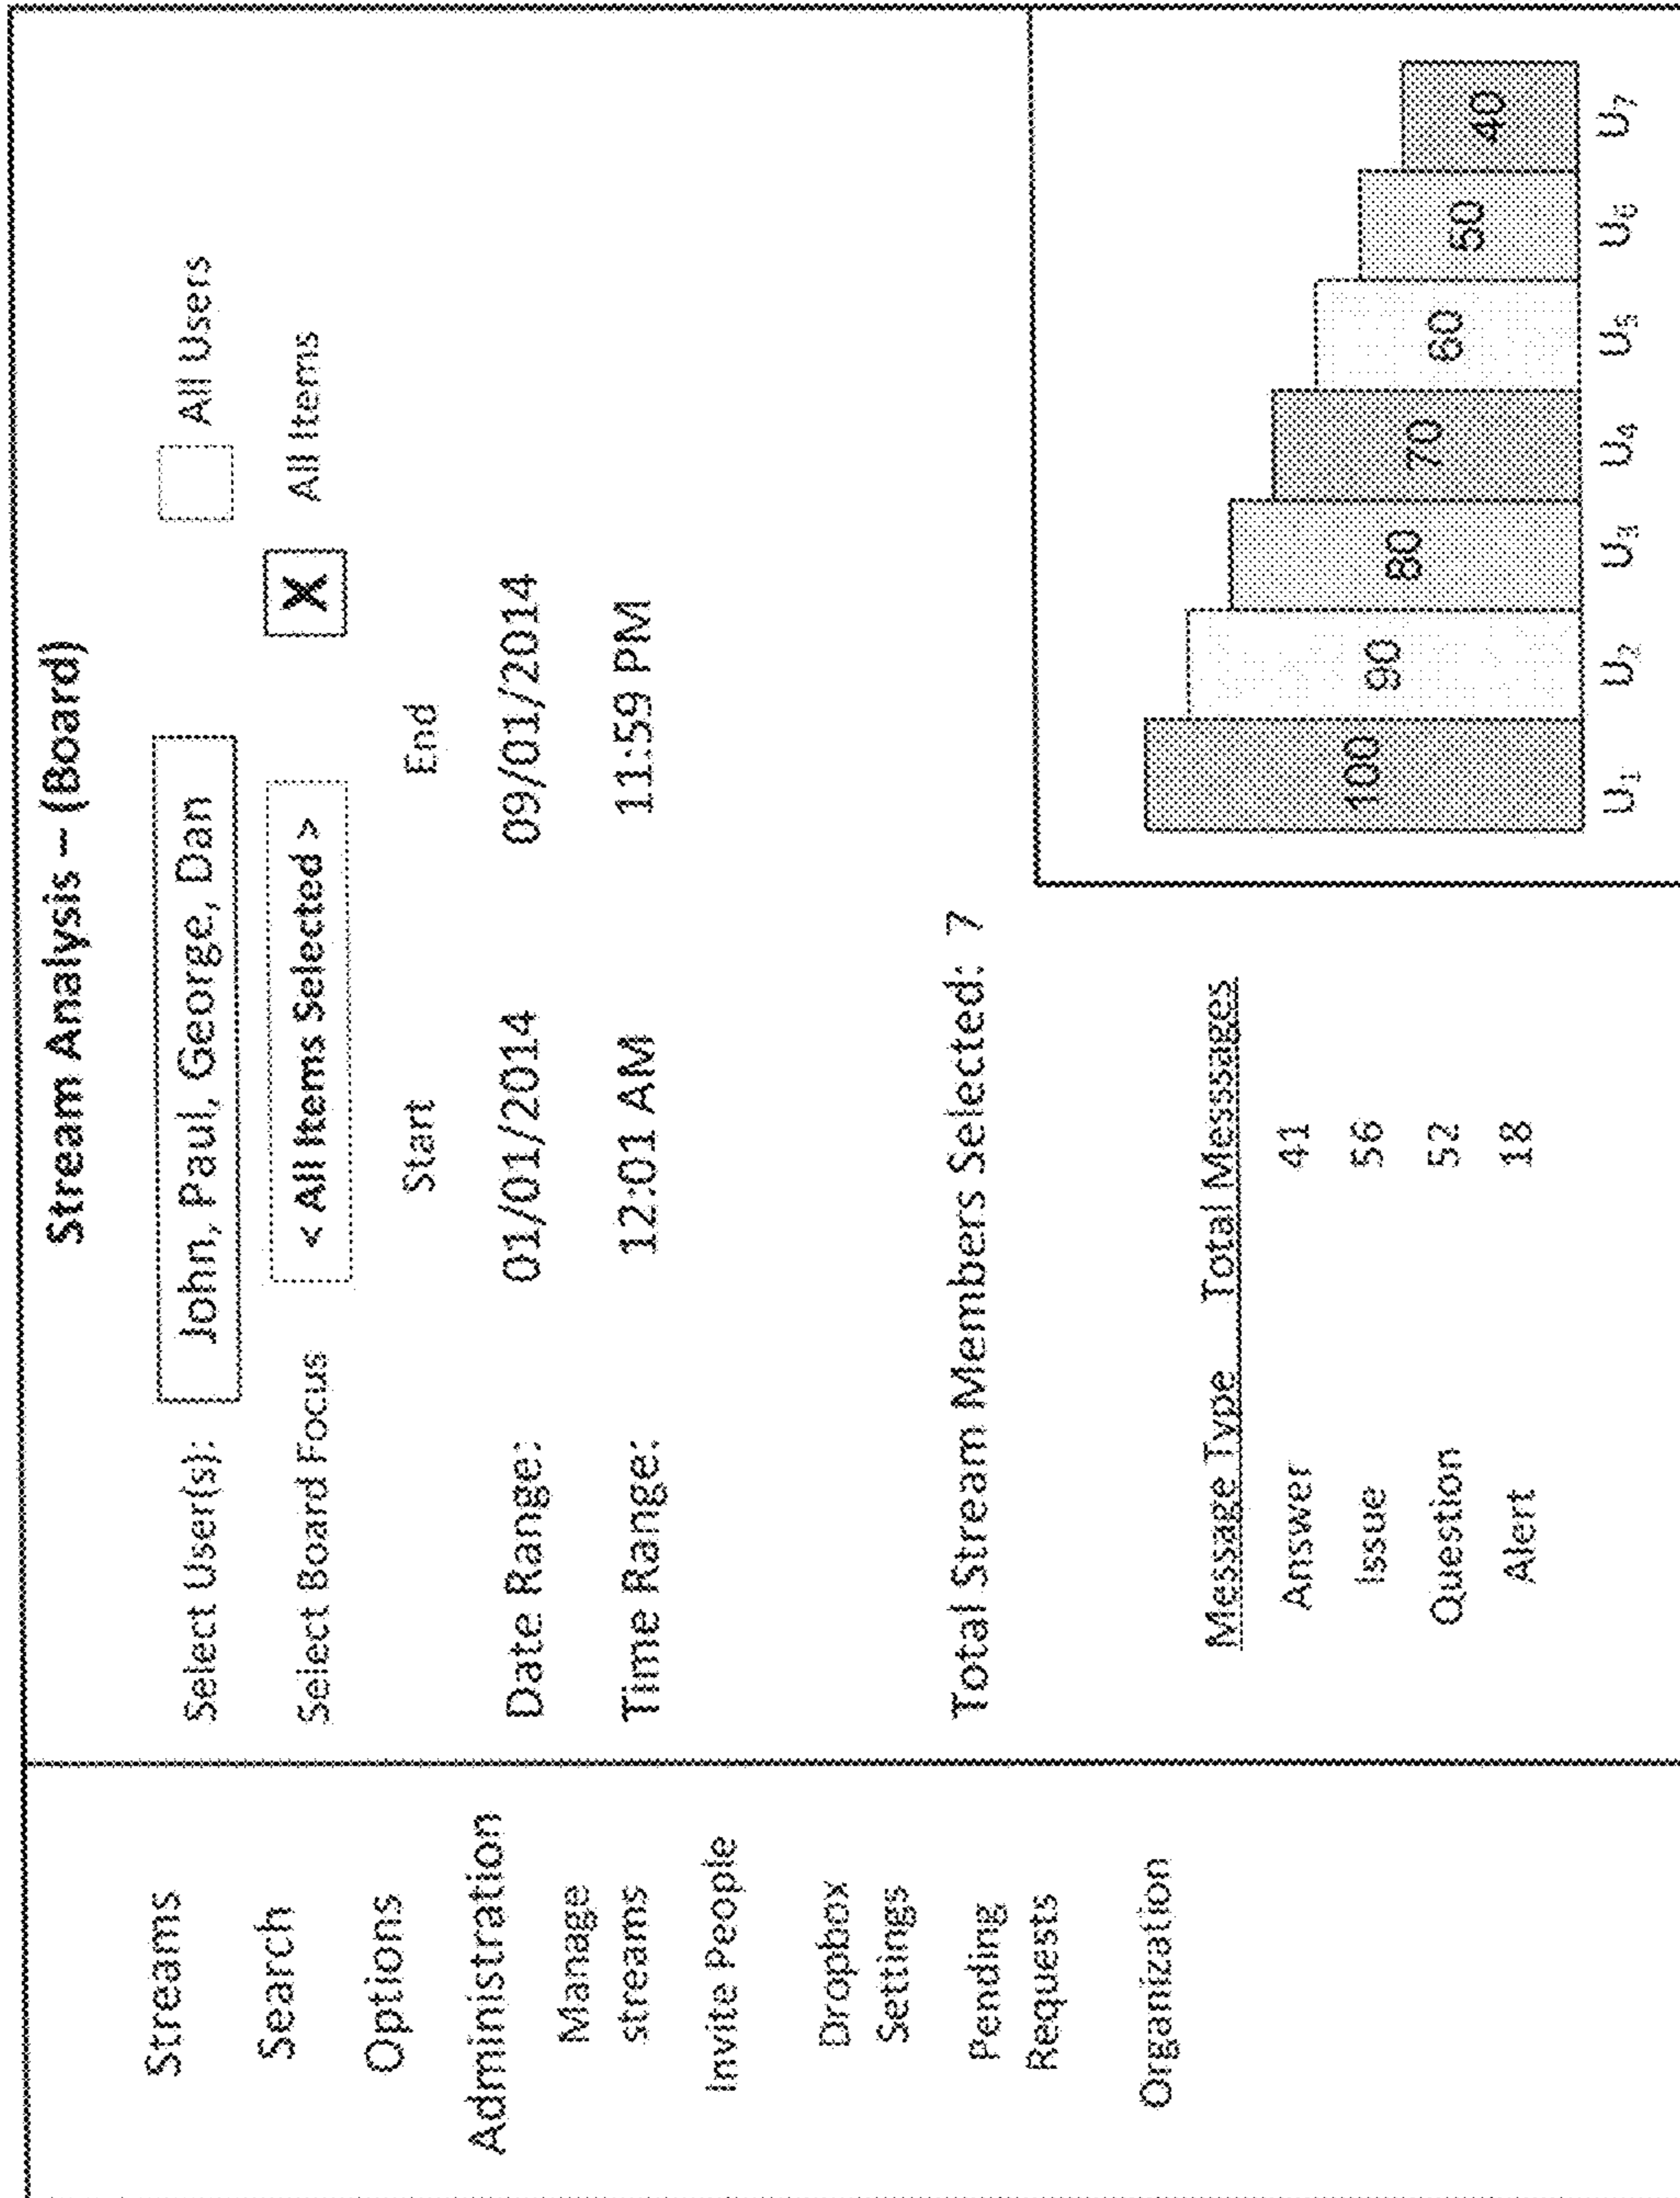 Stream Analysis – (Board)
Streams
Search
Options
Administration
Manage
streams
Invite People
Dropbox
Settings
Pending
Requests
Organization
Select User(s): John, Paul, George, Dan All Users
Select Board Focus < All Items Selected > X All Items
Start End
Date Range: 01/01/2014 09/01/2014
Time Range: 12:01 AM 11:59 PM
Total Stream Members Selected: 7
Message Type Total Messsages
Answer 41
Issue 56
Question 52
Alert 18
100 90 80 70 60 50 40
U1 U2 U3 U4 U5 U6 U7